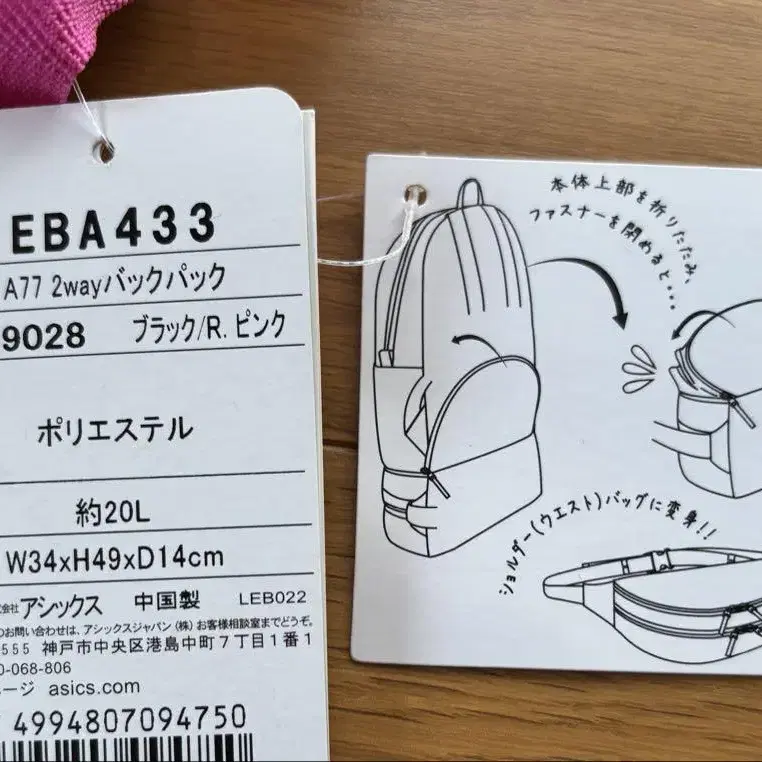 EBA433
A77 2wayバックパック
9028 ブラック/R. ピンク
ポリエステル
約20L
W34xH49xD14cm
アシックス 中国製 LEB022
のお問い合わせは、アシックスジャパン(株)お客様相談室までどうぞ。
555 神戸市中央区港島中町7丁目1番1
0-068-806
ージ asics.com
4994807094750
本体上部を折りたたみ、
ファスナーを閉めると...
ショルダー(ウエスト)バッグに変身!!